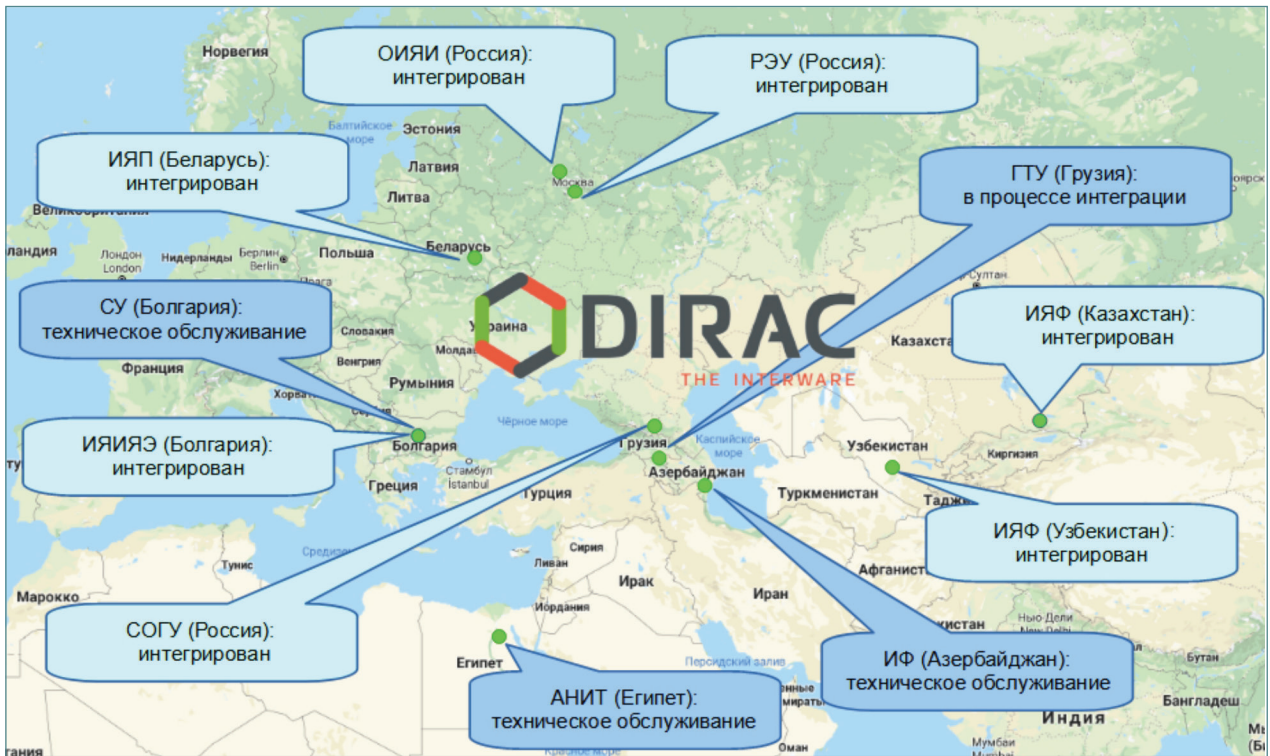 Норвегия
ОИЯИ (Россия):
интегрирован
РЭУ (Россия):
интегрирован
Балтийское
море
Эстония
ИЯП (Беларусь):
интегрирован
Латвия
Москва
Литва
ГТУ (Грузия):
в процессе интеграции
Беларусь
Лондон
London
Нидерланды
Берлин
Berlin
Польша
СУ (Болгария):
техническое обслуживание
Словакия
Украина
DIRAC
THE INTERWARE
ИЯФ (Казахстан):
интегрирован
Венгрия
Франция
Румыния
Чёрное море
ИЯИЯЭ (Болгария):
интегрирован
Болгария
Грузия
Каспийское
море
Узбекистан
Киргизия
Стамбул
İstanbul
Азербайджан
Греция
Турция
Туркменистан
ИЯФ (Узбекистан):
интегрирован
Тунис
Сирия
Ливан
Ирак
Иран
Марокко
Иордания
СОГУ (Россия):
интегрирован
Нью-Дели
Египет
Персидский залив
ИФ (Азербайджан):
техническое обслуживание
Бутан
АНИТ (Египет):
техническое обслуживание
Бангладеш
Индия
Оман
Мумбаи